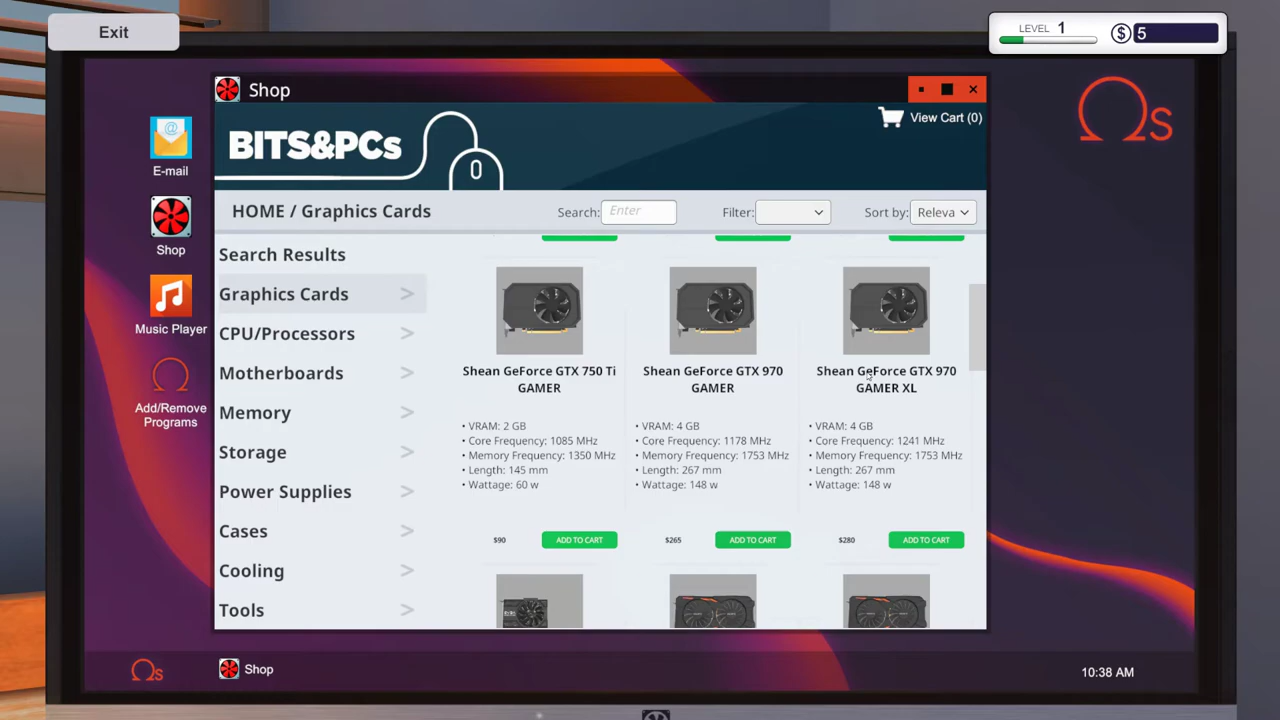 Exit
LEVEL 1
$ 5
Shop
View Cart (0)
BITS&PCs
HOME / Graphics Cards
Search: Enter
Filter:
Sort by: Releva
E-mail
Shop
Music Player
Add/Remove
Programs
Search Results
Graphics Cards >
CPU/Processors >
Motherboards >
Memory >
Storage >
Power Supplies >
Cases >
Cooling >
Tools >
Shean GeForce GTX 750 Ti
GAMER
• VRAM: 2 GB
• Core Frequency: 1085 MHz
• Memory Frequency: 1350 MHz
• Length: 145 mm
• Wattage: 60 w
$90
ADD TO CART
Shean GeForce GTX 970
GAMER
• VRAM: 4 GB
• Core Frequency: 1178 MHz
• Memory Frequency: 1753 MHz
• Length: 267 mm
• Wattage: 148 w
$265
ADD TO CART
Shean GeForce GTX 970
GAMER XL
• VRAM: 4 GB
• Core Frequency: 1241 MHz
• Memory Frequency: 1753 MHz
• Length: 267 mm
• Wattage: 148 w
$280
ADD TO CART
Ωs
Ωs
Shop
10:38 AM